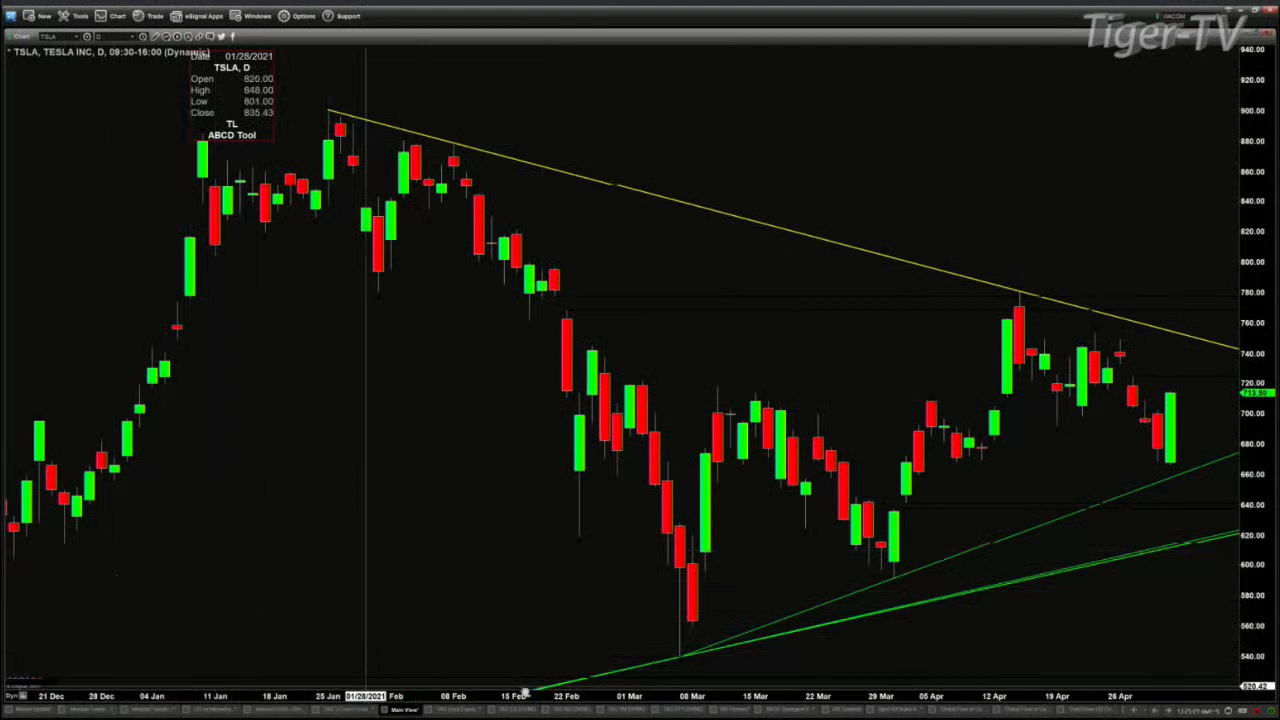 New Tools Chart Trade eSignal Apps Windows Options Support
VIACOM
Tiger-TV
Chart TSLA D
* TSLA, TESLA INC, D, 09:30-16:00 (Dynamic)
Date 01/28/2021
TSLA, D
Open 820.00
High 848.00
Low 801.00
Close 835.43
TL
ABCD Tool
940.00
920.00
900.00
880.00
860.00
840.00
820.00
800.00
780.00
760.00
740.00
720.00
713.50
700.00
680.00
660.00
640.00
620.00
600.00
580.00
560.00
540.00
520.42
Dyn 21 Dec 28 Dec 04 Jan 11 Jan 18 Jan 25 Jan 01/28/2021 Feb 08 Feb 15 Feb 22 Feb 01 Mar 08 Mar 15 Mar 22 Mar 29 Mar 05 Apr 12 Apr 19 Apr 26 Apr
Main View*